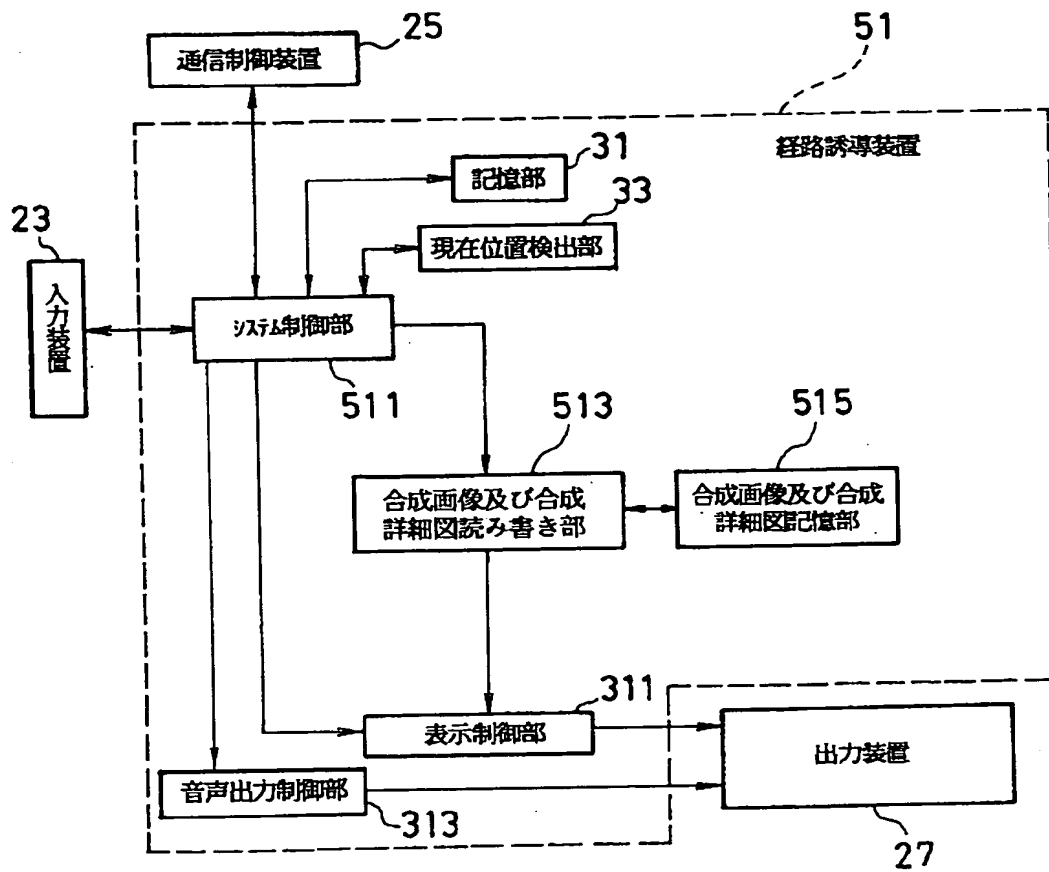 25
通信制御装置
51
経路誘導装置
31
記憶部
33
現在位置検出部
23
入力装置
システム制御部
511
513
合成画像及び合成
詳細図読み書き部
515
合成画像及び合成
詳細図記憶部
311
表示制御部
出力装置
音声出力制御部
313
27